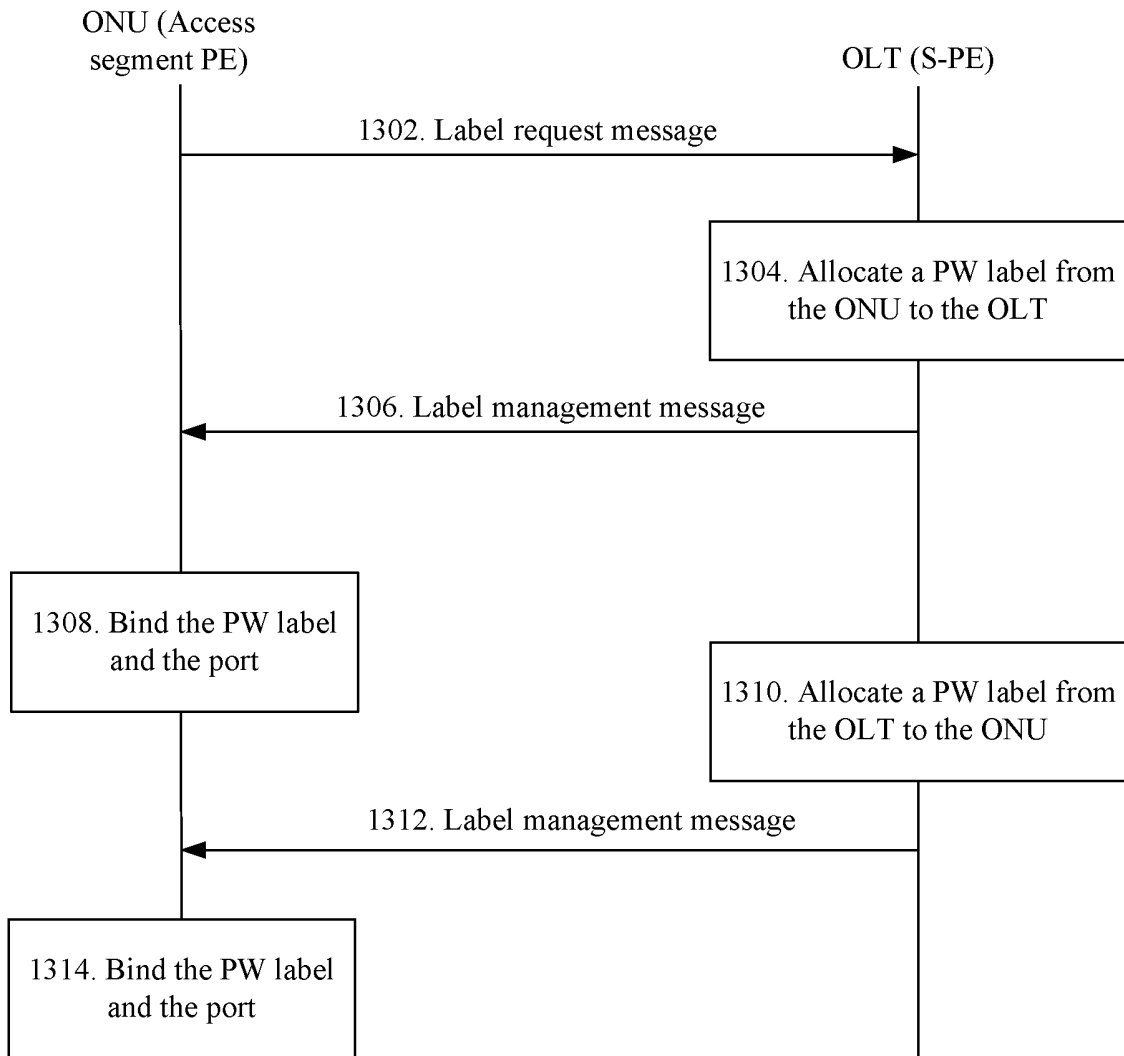 ONU (Access
segment PE)
OLT (S-PE)
1302. Label request message
1304. Allocate a PW label from
the ONU to the OLT
1306. Label management message
1308. Bind the PW label
and the port
1310. Allocate a PW label from
the OLT to the ONU
1312. Label management message
1314. Bind the PW label
and the port